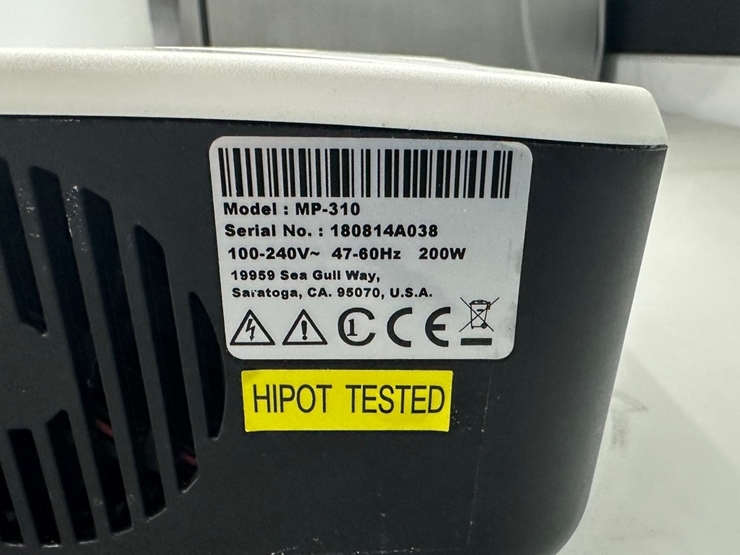 Model : MP-310
Serial No. : 180814A038
100-240V~ 47-60Hz 200W
19959 Sea Gull Way,
Saratoga, CA. 95070, U.S.A.
CE
HIPOT TESTED